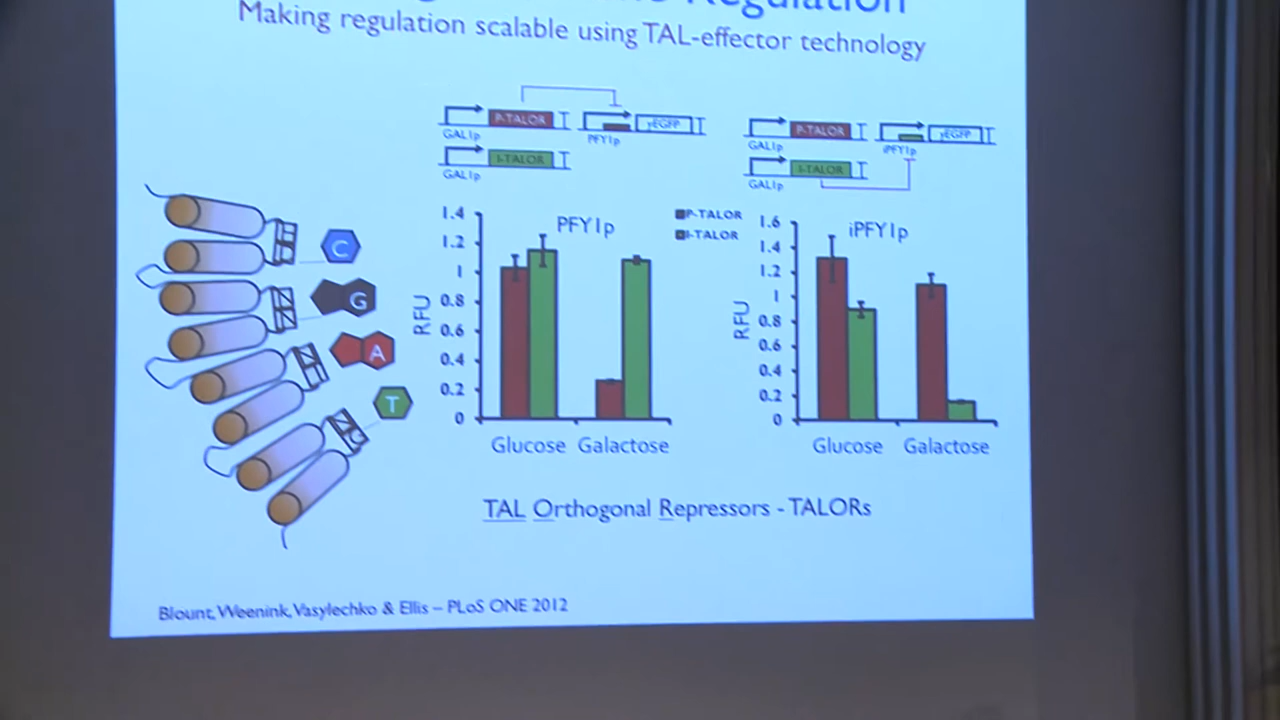 Regulation
Making regulation scalable using TAL-effector technology
P-TALOR
yEGFP
GAL1p
PFY1p
I-TALOR
GAL1p
P-TALOR
yEGFP
GAL1p
iPFY1p
I-TALOR
GAL1p
C
G
A
T
PFY1p
RFU
1.4
1.2
1
0.8
0.6
0.4
0.2
0
Glucose Galactose
P-TALOR
I-TALOR
iPFY1p
RFU
1.6
1.4
1.2
1
0.8
0.6
0.4
0.2
0
Glucose Galactose
TAL Orthogonal Repressors - TALORs
Blount, Weenink, Vasylechko & Ellis – PLoS ONE 2012